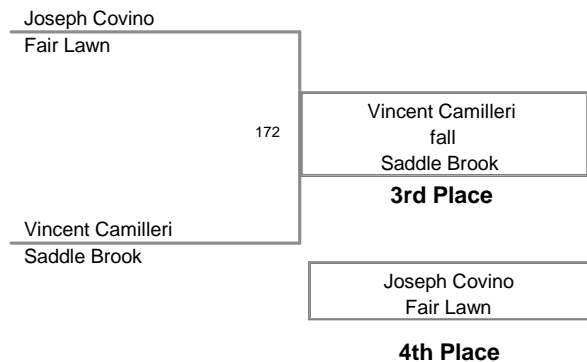 Joseph Covino
Fair Lawn
172
Vincent Camilleri
fall
Saddle Brook
3rd Place
Vincent Camilleri
Saddle Brook
Joseph Covino
Fair Lawn
4th Place